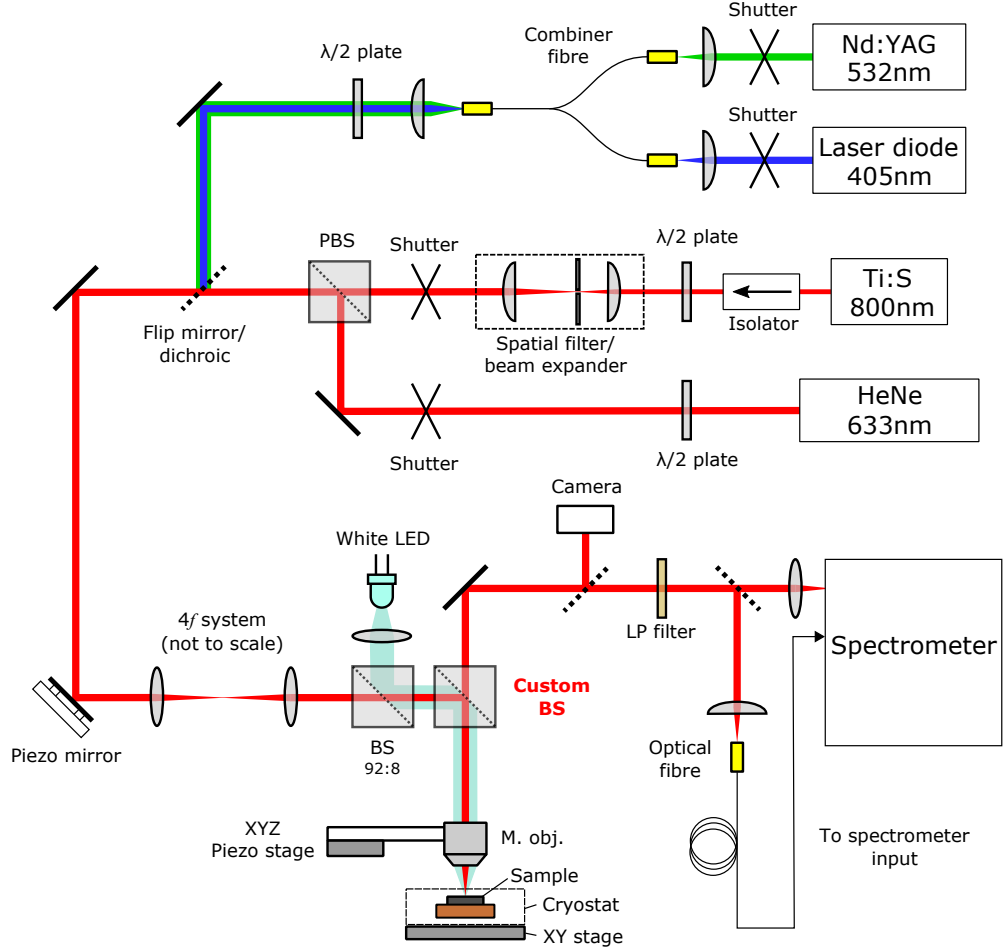 Shutter
Nd:YAG
532nm
Combiner
fibre
λ/2 plate
Shutter
Laser diode
405nm
PBS
Shutter
λ/2 plate
Ti:S
800nm
Isolator
Flip mirror/
dichroic
Spatial filter/
beam expander
HeNe
633nm
Shutter
λ/2 plate
Camera
White LED
4f system
(not to scale)
LP filter
Spectrometer
Custom
BS
Piezo mirror
BS
92:8
Optical
fibre
XYZ
Piezo stage
M. obj.
To spectrometer
input
Sample
Cryostat
XY stage